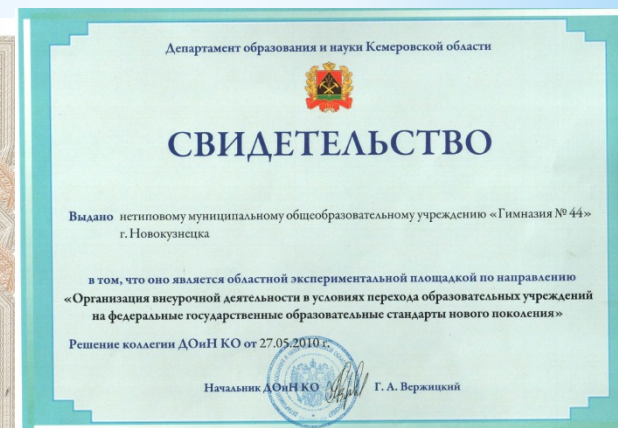 Департамент образования и науки Кемеровской области
СВИДЕТЕЛЬСТВО
Выдано нетиповому муниципальному общеобразовательному учреждению «Гимназия № 44»
г. Новокузнецка
в том, что оно является областной экспериментальной площадкой по направлению
«Организация внеурочной деятельности в условиях перехода образовательных учреждений
на федеральные государственные образовательные стандарты нового поколения»
Решение коллегии ДОиН КО от 27.05.2010 г.
Начальник ДОиН КО Г. А. Вержицкий